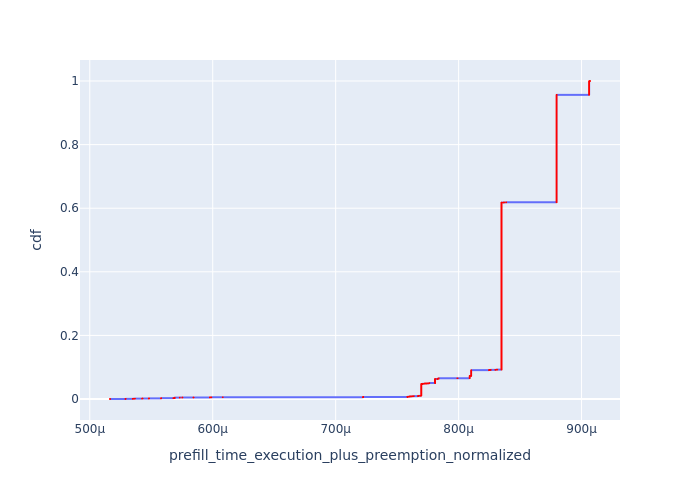 1
0.8
0.6
0.4
0.2
0
cdf
500μ 600μ 700μ 800μ 900μ
prefill_time_execution_plus_preemption_normalized